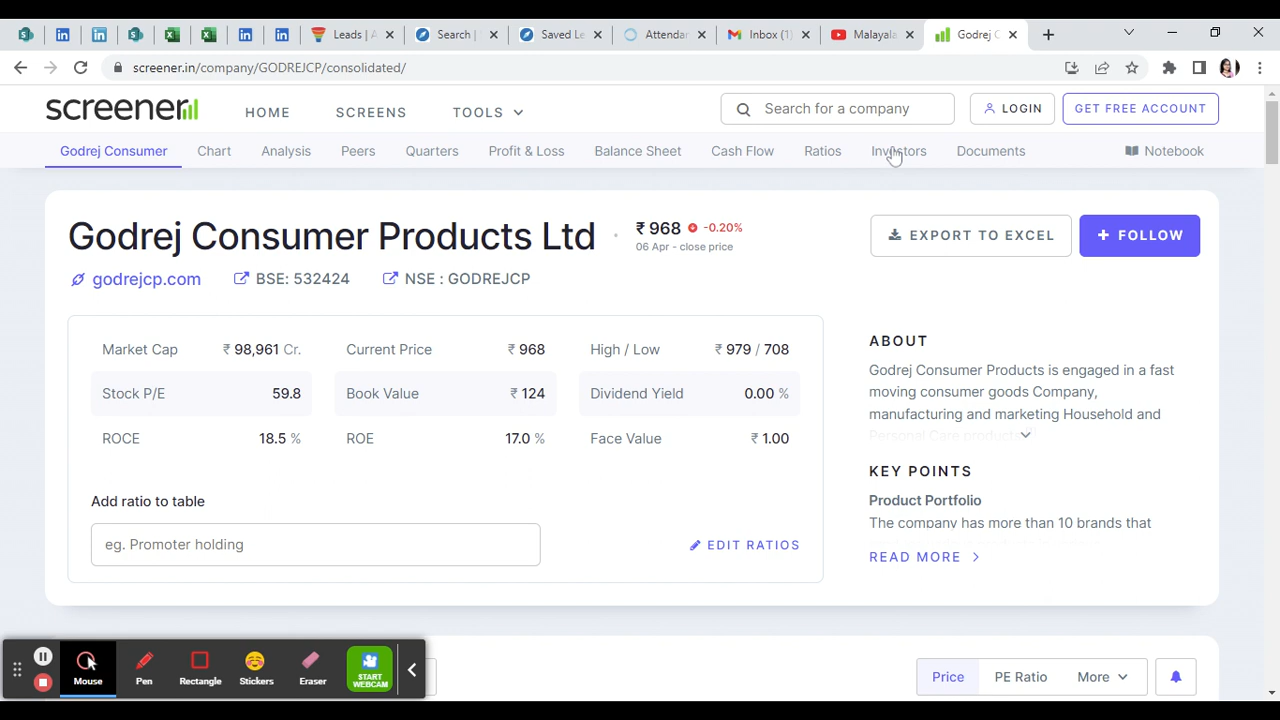 Leads | A
Search |
Saved Le
Attendar
Inbox (1)
Malayala
Godrej C
screener.in/company/GODREJCP/consolidated/
screener
HOME
SCREENS
TOOLS
Search for a company
LOGIN
GET FREE ACCOUNT
Godrej Consumer
Chart
Analysis
Peers
Quarters
Profit & Loss
Balance Sheet
Cash Flow
Ratios
Investors
Documents
Notebook
Godrej Consumer Products Ltd
₹ 968 -0.20%
06 Apr - close price
EXPORT TO EXCEL
+ FOLLOW
godrejcp.com
BSE: 532424
NSE : GODREJCP
Market Cap ₹ 98,961 Cr.
Current Price ₹ 968
High / Low ₹ 979 / 708
Stock P/E 59.8
Book Value ₹ 124
Dividend Yield 0.00 %
ROCE 18.5 %
ROE 17.0 %
Face Value ₹ 1.00
Add ratio to table
eg. Promoter holding
EDIT RATIOS
ABOUT
Godrej Consumer Products is engaged in a fast
moving consumer goods Company,
manufacturing and marketing Household and
Personal Care products
KEY POINTS
Product Portfolio
The company has more than 10 brands that
READ MORE
Mouse
Pen
Rectangle
Stickers
Eraser
START
WEBCAM
Price
PE Ratio
More